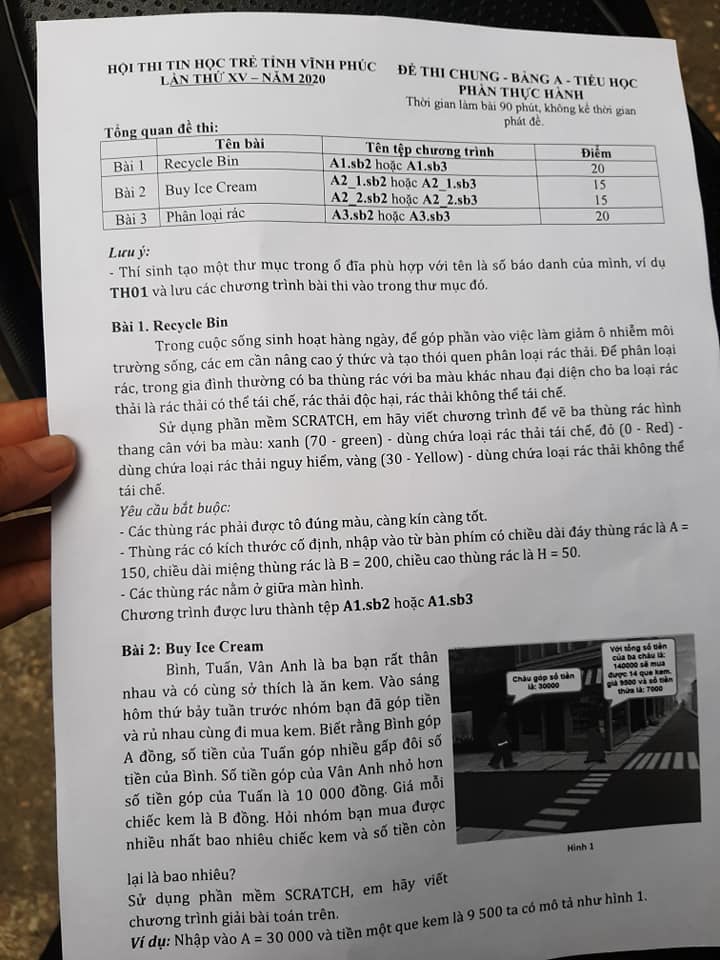 HỘI THI TIN HỌC TRẺ TỈNH VĨNH PHÚC
LẦN THỨ XV – NĂM 2020
ĐỀ THI CHUNG - BẢNG A - TIỂU HỌC
PHẦN THỰC HÀNH
Thời gian làm bài 90 phút, không kể thời gian
phát đề.
Tổng quan đề thi:
Tên bài Tên tệp chương trình Điểm
Bài 1 Recycle Bin A1.sb2 hoặc A1.sb3 20
Bài 2 Buy Ice Cream A2_1.sb2 hoặc A2_1.sb3 15
A2_2.sb2 hoặc A2_2.sb3 15
Bài 3 Phân loại rác A3.sb2 hoặc A3.sb3 20
Lưu ý:
- Thí sinh tạo một thư mục trong ổ đĩa phù hợp với tên là số báo danh của mình, ví dụ
TH01 và lưu các chương trình bài thi vào trong thư mục đó.
Bài 1. Recycle Bin
Trong cuộc sống sinh hoạt hàng ngày, để góp phần vào việc làm giảm ô nhiễm môi
trường sống, các em cần nâng cao ý thức và tạo thói quen phân loại rác thải. Để phân loại
rác, trong gia đình thường có ba thùng rác với ba màu khác nhau đại diện cho ba loại rác
thải là rác thải có thể tái chế, rác thải độc hại, rác thải không thể tái chế.
Sử dụng phần mềm SCRATCH, em hãy viết chương trình để vẽ ba thùng rác hình
thang cân với ba màu: xanh (70 - green) - dùng chứa loại rác thải tái chế, đỏ (0 - Red) -
dùng chứa loại rác thải nguy hiểm, vàng (30 - Yellow) - dùng chứa loại rác thải không thể
tái chế.
Yêu cầu bắt buộc:
- Các thùng rác phải được tô đúng màu, càng kín càng tốt.
- Thùng rác có kích thước cố định, nhập vào từ bàn phím có chiều dài đáy thùng rác là A =
150, chiều dài miệng thùng rác là B = 200, chiều cao thùng rác là H = 50.
- Các thùng rác nằm ở giữa màn hình.
Chương trình được lưu thành tệp A1.sb2 hoặc A1.sb3
Bài 2: Buy Ice Cream
Bình, Tuấn, Vân Anh là ba bạn rất thân
nhau và có cùng sở thích là ăn kem. Vào sáng
hôm thứ bảy tuần trước nhóm bạn đã góp tiền
và rủ nhau cùng đi mua kem. Biết rằng Bình góp
A đồng, số tiền của Tuấn góp nhiều gấp đôi số
tiền của Bình. Số tiền góp của Vân Anh nhỏ hơn
số tiền góp của Tuấn là 10 000 đồng. Giá mỗi
chiếc kem là B đồng. Hỏi nhóm bạn mua được
nhiều nhất bao nhiêu chiếc kem và số tiền còn
lại là bao nhiêu?
Sử dụng phần mềm SCRATCH, em hãy viết
chương trình giải bài toán trên.
Ví dụ: Nhập vào A = 30 000 và tiền một que kem là 9 500 ta có mô tả như hình 1.
Cháu góp số tiền
là: 30000
Với tổng số tiền
của ba cháu là:
140000 sẽ mua
được 14 que kem.
giá 9500 và số tiền
thừa là: 7000
Hình 1